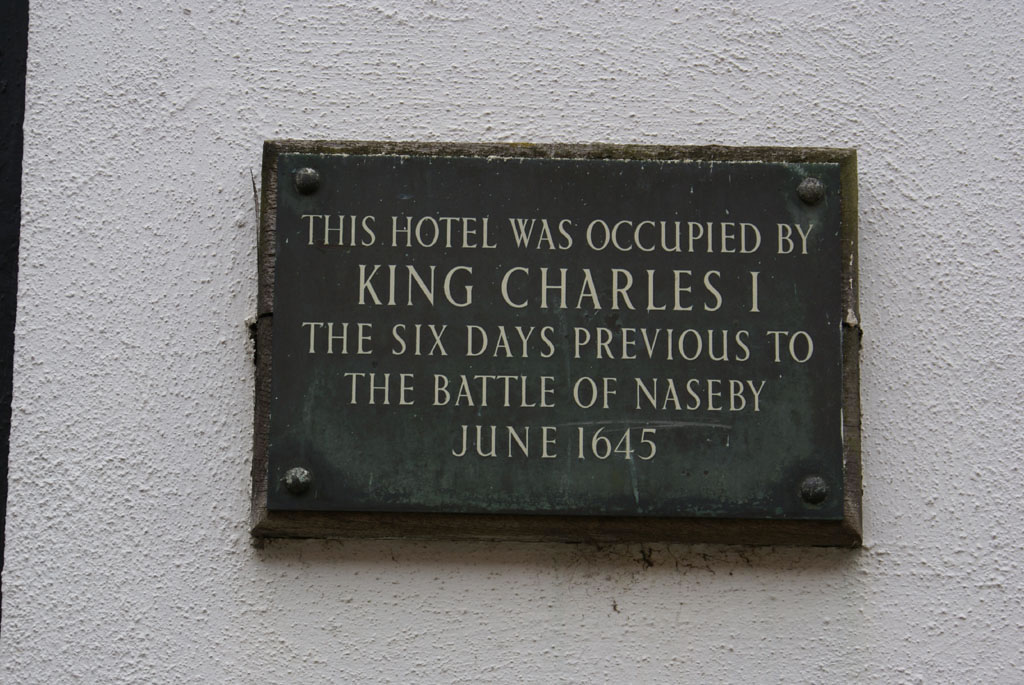 THIS HOTEL WAS OCCUPIED BY
KING CHARLES I
THE SIX DAYS PREVIOUS TO
THE BATTLE OF NASEBY
JUNE 1645